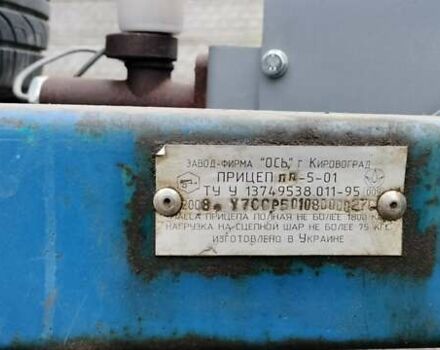 ЗАВОД-ФИРМА "ОСЬ" Г КИРОВОГРАД
ПРИЦЕП ПА-5-01
ТУ У 13749538.011-95
МАССА ПРИЦЕПА ПОЛНАЯ НЕ БОЛЕЕ 1800 КГ
НАГРУЗКА НА СЦЕПНОЙ ШАР НЕ БОЛЕЕ 75 КГС
ИЗГОТОВЛЕНО В УКРАИНЕ